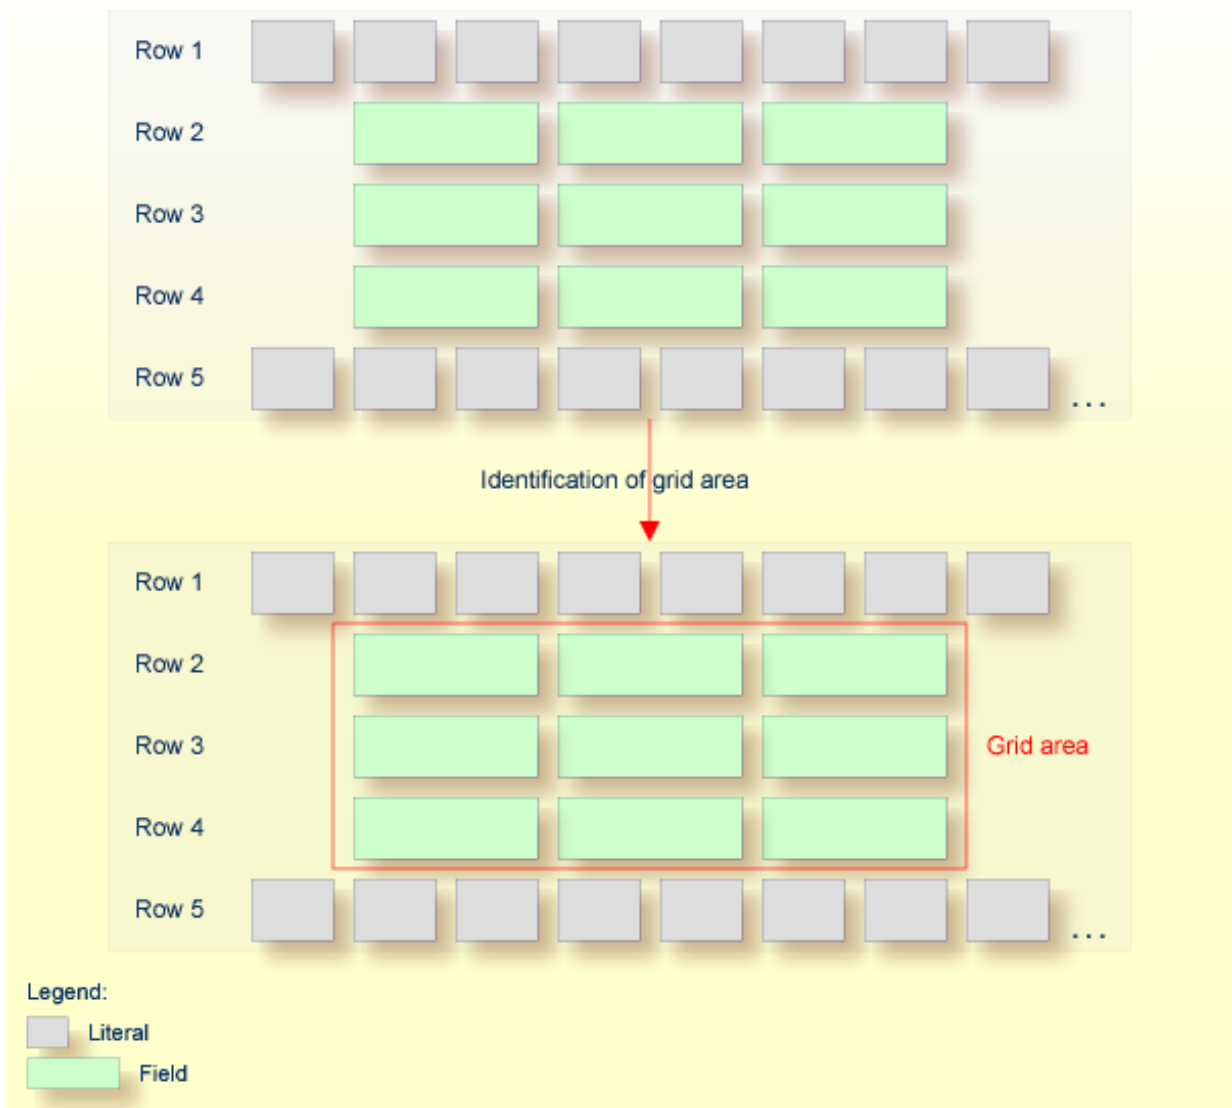 Row 1
Row 2
Row 3
Row 4
Row 5
...
Identification of grid area
Row 1
Row 2
Row 3
Grid area
Row 4
Row 5
...
Legend:
Literal
Field